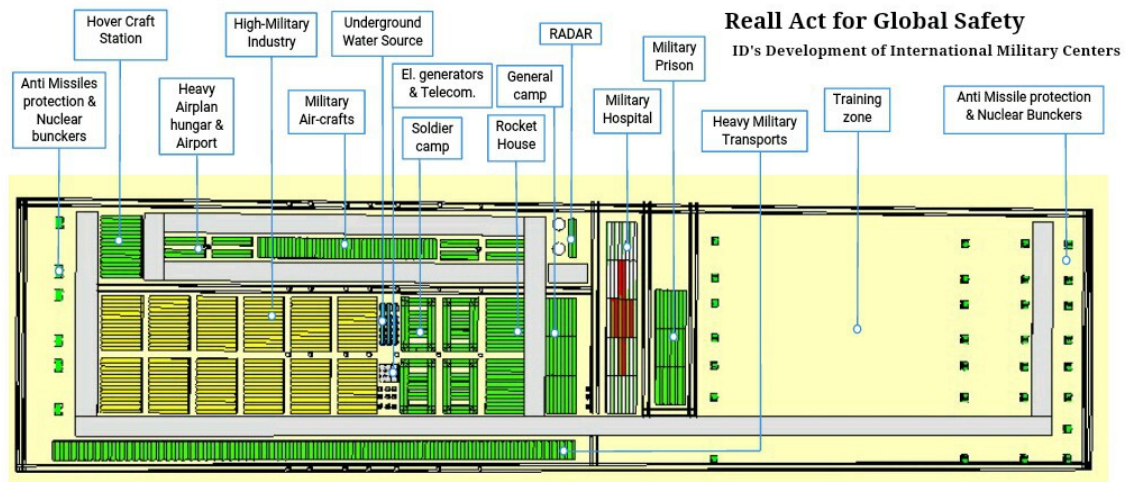 Reall Act for Global Safety
ID's Development of International Military Centers
Hover Craft
Station
High-Military
Industry
Underground
Water Source
RADAR
Military
Prison
Anti Missiles
protection &
Nuclear
bunckers
Heavy
Airplan
hungar &
Airport
Military
Air-crafts
El. generators
& Telecom.
General
camp
Soldier
camp
Rocket
House
Military
Hospital
Heavy Military
Transports
Training
zone
Anti Missile protection
& Nuclear Bunckers